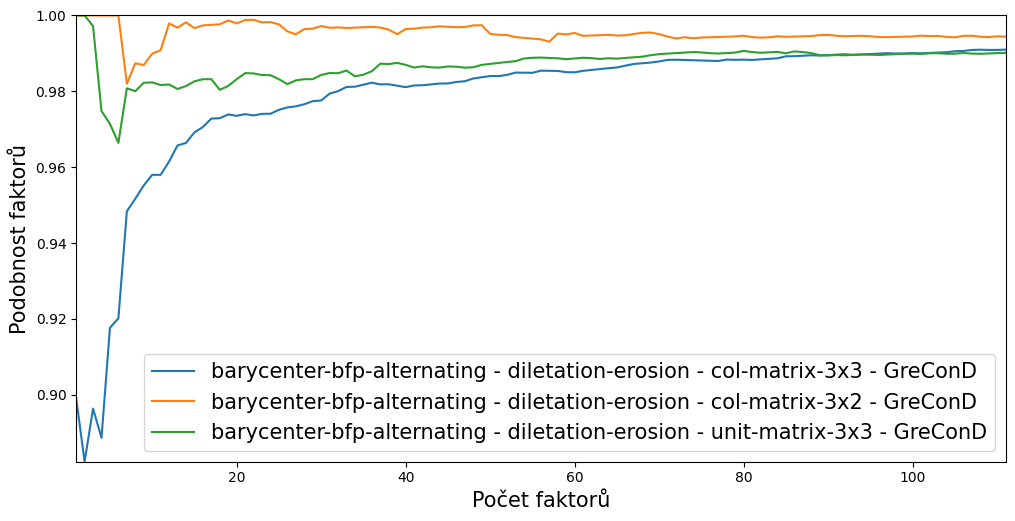 1.00
0.98
0.96
0.94
0.92
0.90
Podobnost faktorů
barycenter-bfp-alternating - diletation-erosion - col-matrix-3x3 - GreConD
barycenter-bfp-alternating - diletation-erosion - col-matrix-3x2 - GreConD
barycenter-bfp-alternating - diletation-erosion - unit-matrix-3x3 - GreConD
20 40 60 80 100
Počet faktorů